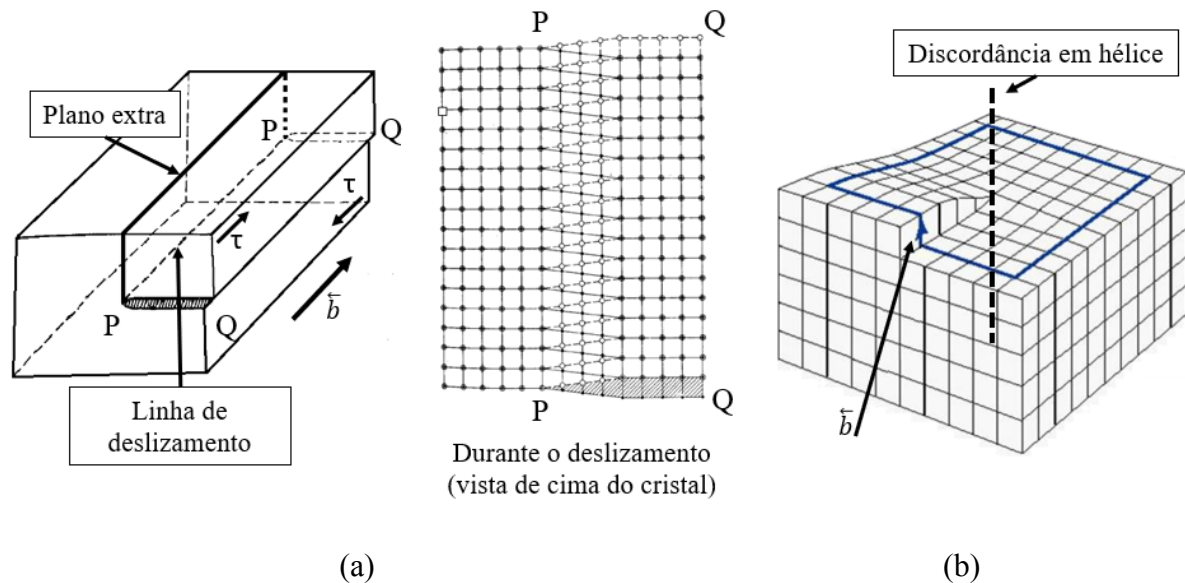 Plano extra
P
Q
τ
τ
P
Q
b
Linha de
deslizamento
P
Q
P
Q
Durante o deslizamento
(vista de cima do cristal)
Discordância em hélice
b
(a)
(b)